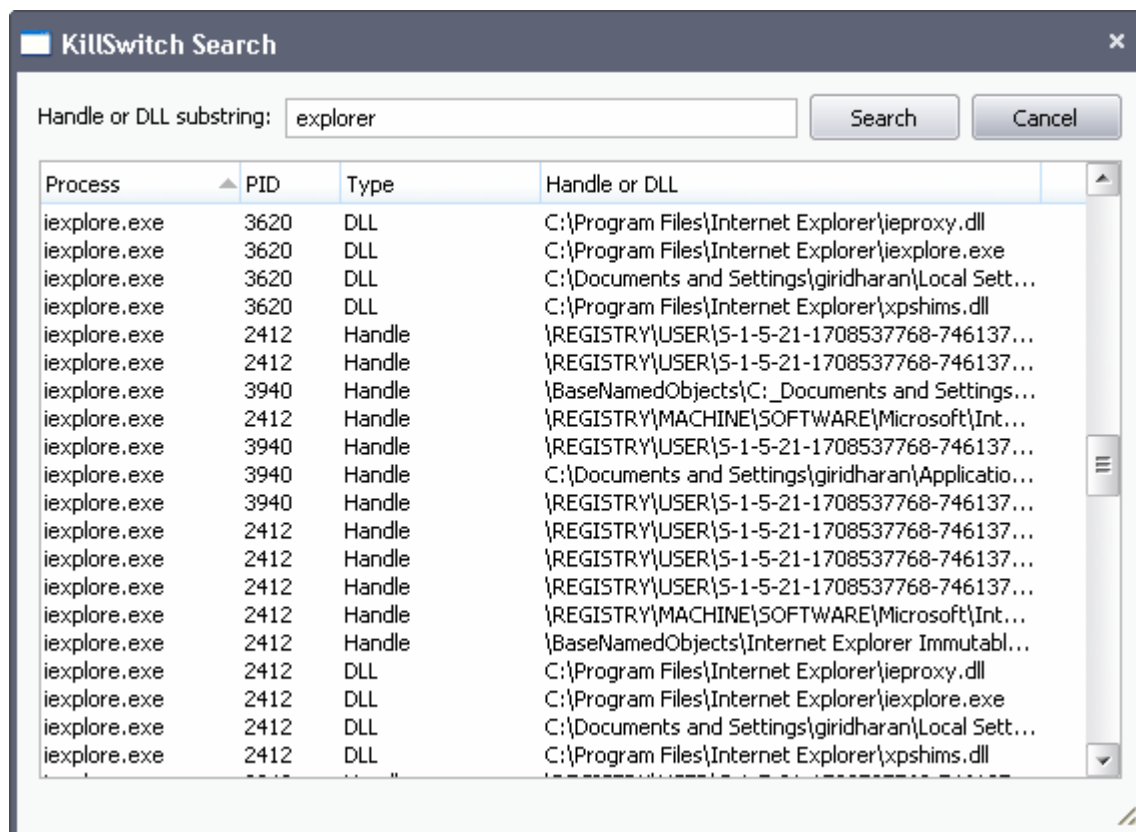 KillSwitch Search
Handle or DLL substring: explorer Search Cancel
Process PID Type Handle or DLL
iexplore.exe 3620 DLL C:\Program Files\Internet Explorer\ieproxy.dll
iexplore.exe 3620 DLL C:\Program Files\Internet Explorer\iexplore.exe
iexplore.exe 3620 DLL C:\Documents and Settings\giridharan\Local Sett...
iexplore.exe 3620 DLL C:\Program Files\Internet Explorer\xpshims.dll
iexplore.exe 2412 Handle \REGISTRY\USER\S-1-5-21-1708537768-746137...
iexplore.exe 2412 Handle \REGISTRY\USER\S-1-5-21-1708537768-746137...
iexplore.exe 3940 Handle \BaseNamedObjects\C:_Documents and Settings...
iexplore.exe 2412 Handle \REGISTRY\MACHINE\SOFTWARE\Microsoft\Int...
iexplore.exe 3940 Handle \REGISTRY\USER\S-1-5-21-1708537768-746137...
iexplore.exe 3940 Handle C:\Documents and Settings\giridharan\Applicatio...
iexplore.exe 3940 Handle \REGISTRY\USER\S-1-5-21-1708537768-746137...
iexplore.exe 2412 Handle \REGISTRY\USER\S-1-5-21-1708537768-746137...
iexplore.exe 2412 Handle \REGISTRY\USER\S-1-5-21-1708537768-746137...
iexplore.exe 2412 Handle \REGISTRY\USER\S-1-5-21-1708537768-746137...
iexplore.exe 2412 Handle \REGISTRY\MACHINE\SOFTWARE\Microsoft\Int...
iexplore.exe 2412 Handle \BaseNamedObjects\Internet Explorer Immutabl...
iexplore.exe 2412 DLL C:\Program Files\Internet Explorer\ieproxy.dll
iexplore.exe 2412 DLL C:\Program Files\Internet Explorer\iexplore.exe
iexplore.exe 2412 DLL C:\Documents and Settings\giridharan\Local Sett...
iexplore.exe 2412 DLL C:\Program Files\Internet Explorer\xpshims.dll